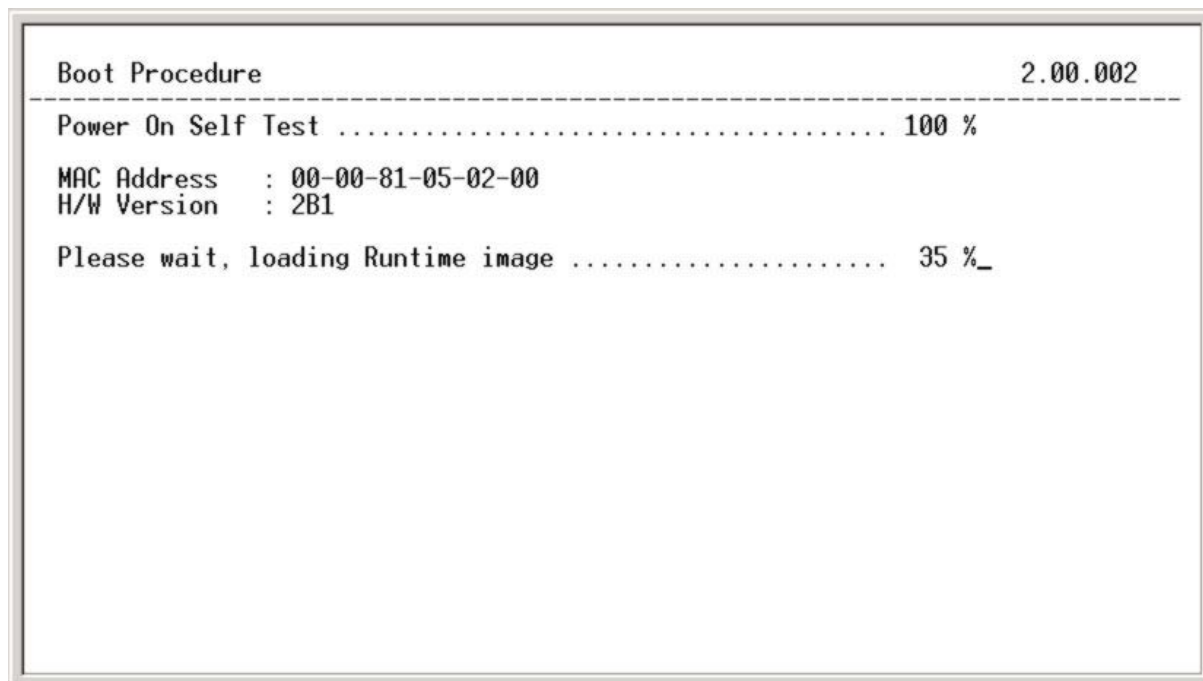 Boot Procedure 2.00.002
--------------------------------------------------------------------------------
Power On Self Test ...................................... 100 %
MAC Address : 00-00-81-05-02-00
H/W Version : 2B1
Please wait, loading Runtime image ...................... 35 %_